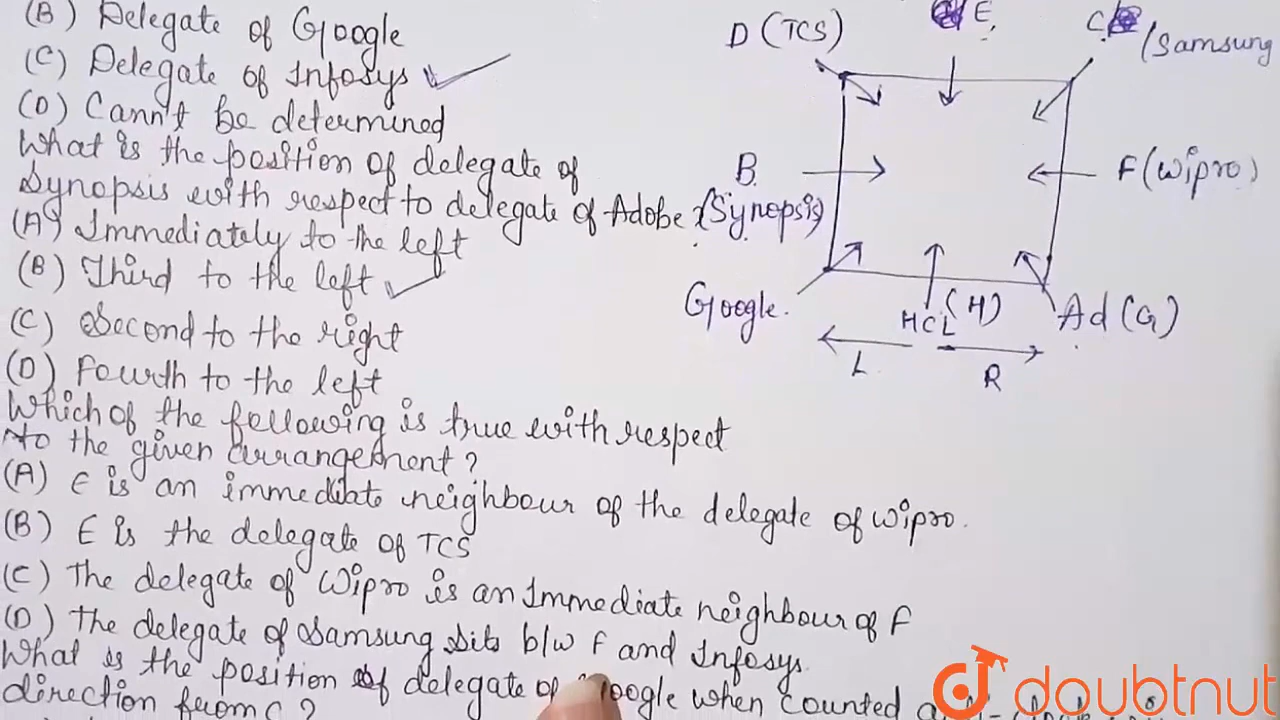 (B) Delegate of Google
(C) Delegate of Infosys
(D) Cann't be determined
What is the position of delegate of
Synopsis with respect to delegate of Adobe?
(A) Immediately to the left
(B) Third to the left
(C) Second to the right
(D) Fourth to the left
Which of the following is true with respect
to the given arrangement?
(A) E is an immediate neighbour of the delegate of wipro.
(B) E is the delegate of TCS
(C) The delegate of Wipro is an Immediate neighbour of F
(D) The delegate of Samsung sits b/w F and Infosys.
What is the position of delegate of Google when counted
direction from C?
D (TCS)
E
C
(Samsung
B
(Synopsis)
F (Wipro)
Google.
HCL (H)
Ad (G)
L
R
doubtnut